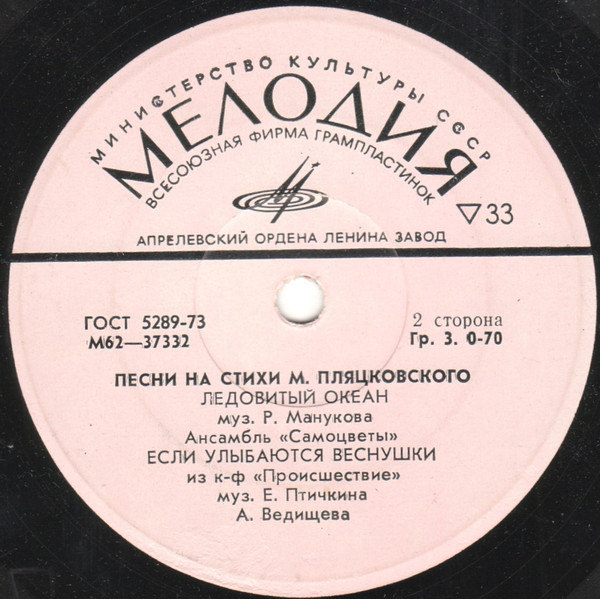 МИНИСТЕРСТВО КУЛЬТУРЫ СССР
МЕЛОДИЯ
ВСЕСОЮЗНАЯ ФИРМА ГРАМПЛАСТИНОК
▽33
АПРЕЛЕВСКИЙ ОРДЕНА ЛЕНИНА ЗАВОД
ГОСТ 5289-73
2 сторона
М62—37332
Гр. 3. 0-70
ПЕСНИ НА СТИХИ М. ПЛЯЦКОВСКОГО
ЛЕДОВИТЫЙ ОКЕАН
муз. Р. Манукова
Ансамбль «Самоцветы»
ЕСЛИ УЛЫБАЮТСЯ ВЕСНУШКИ
из к-ф «Происшествие»
муз. Е. Птичкина
А. Ведищева